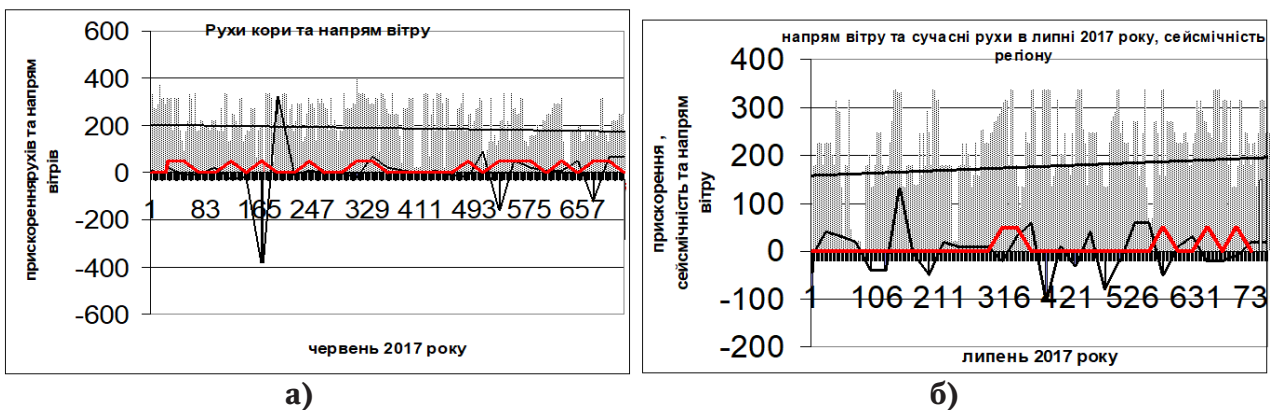 Рухи кори та напрям вітру
прискореннярухів та напрям
вітрів
600
400
200
0
-200
-400
-600
1 83 165 247 329 411 493 575 657
червень 2017 року
а)
напрям вітру та сучасні рухи в липні 2017 року, сейсмічність
регіону
прискорення ,
сейсмічність та напрям
вітру
400
300
200
100
0
-100
-200
1 106 211 316 421 526 631 73
липень 2017 року
б)